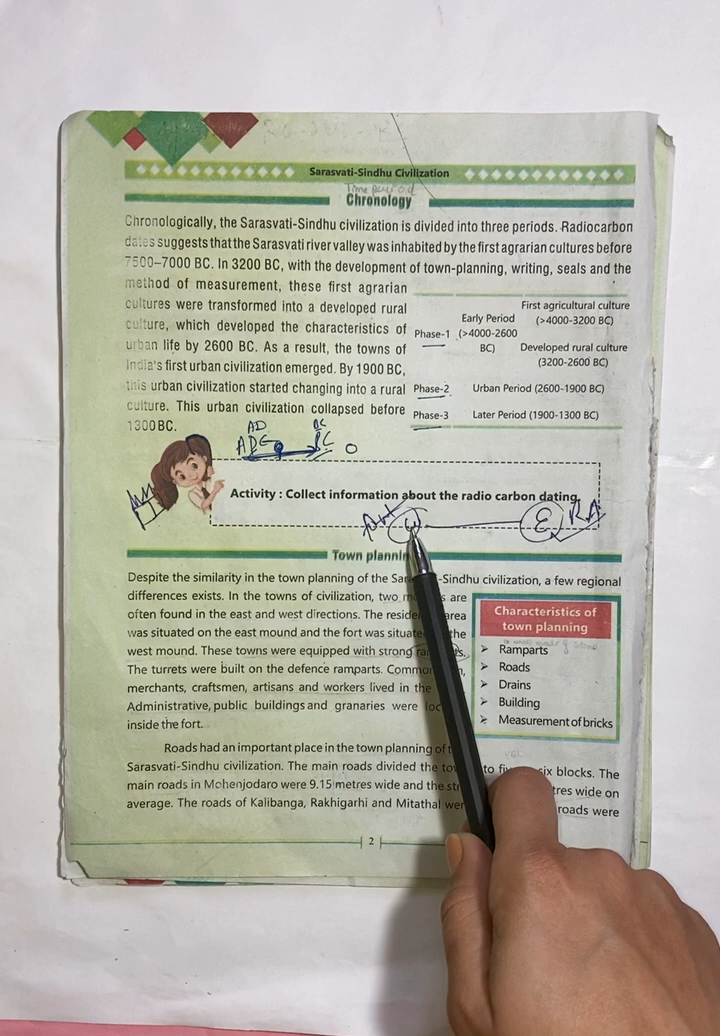 Sarasvati-Sindhu Civilization
Time period
Chronology
Chronologically, the Sarasvati-Sindhu civilization is divided into three periods. Radiocarbon
dates suggests that the Sarasvati river valley was inhabited by the first agrarian cultures before
7500–7000 BC. In 3200 BC, with the development of town-planning, writing, seals and the
method of measurement, these first agrarian
cultures were transformed into a developed rural
culture, which developed the characteristics of
urban life by 2600 BC. As a result, the towns of
India's first urban civilization emerged. By 1900 BC,
this urban civilization started changing into a rural
culture. This urban civilization collapsed before
1300 BC.
First agricultural culture
Early Period (>4000-3200 BC)
Phase-1 (>4000-2600
BC) Developed rural culture
(3200-2600 BC)
Phase-2 Urban Period (2600-1900 BC)
Phase-3 Later Period (1900-1300 BC)
AD BC
BC O
Activity : Collect information about the radio carbon dating.
W E RA
Town plannin
Despite the similarity in the town planning of the Sar -Sindhu civilization, a few regional
differences exists. In the towns of civilization, two m s are
often found in the east and west directions. The reside area
was situated on the east mound and the fort was situate the
west mound. These towns were equipped with strong ra ts.
The turrets were built on the defence ramparts. Commo n,
merchants, craftsmen, artisans and workers lived in the
Administrative, public buildings and granaries were loc
inside the fort.
Characteristics of
town planning
➢ Ramparts
➢ Roads
➢ Drains
➢ Building
➢ Measurement of bricks
Roads had an important place in the town planning of t
Sarasvati-Sindhu civilization. The main roads divided the to to fi six blocks. The
main roads in Mohenjodaro were 9.15 metres wide and the st tres wide on
average. The roads of Kalibanga, Rakhigarhi and Mitathal wer roads were
2